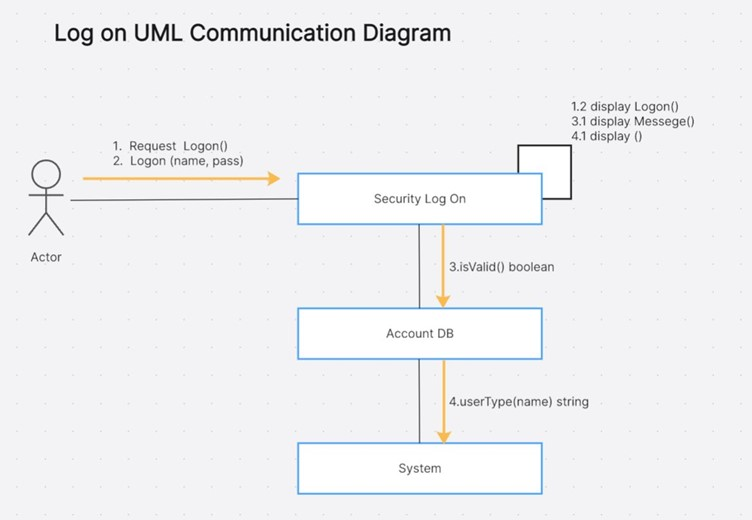 Log on UML Communication Diagram
1.2 display Logon()
3.1 display Messege()
4.1 display ()
1. Request Logon()
2. Logon (name, pass)
Security Log On
Actor
3.isValid() boolean
Account DB
4.userType(name) string
System